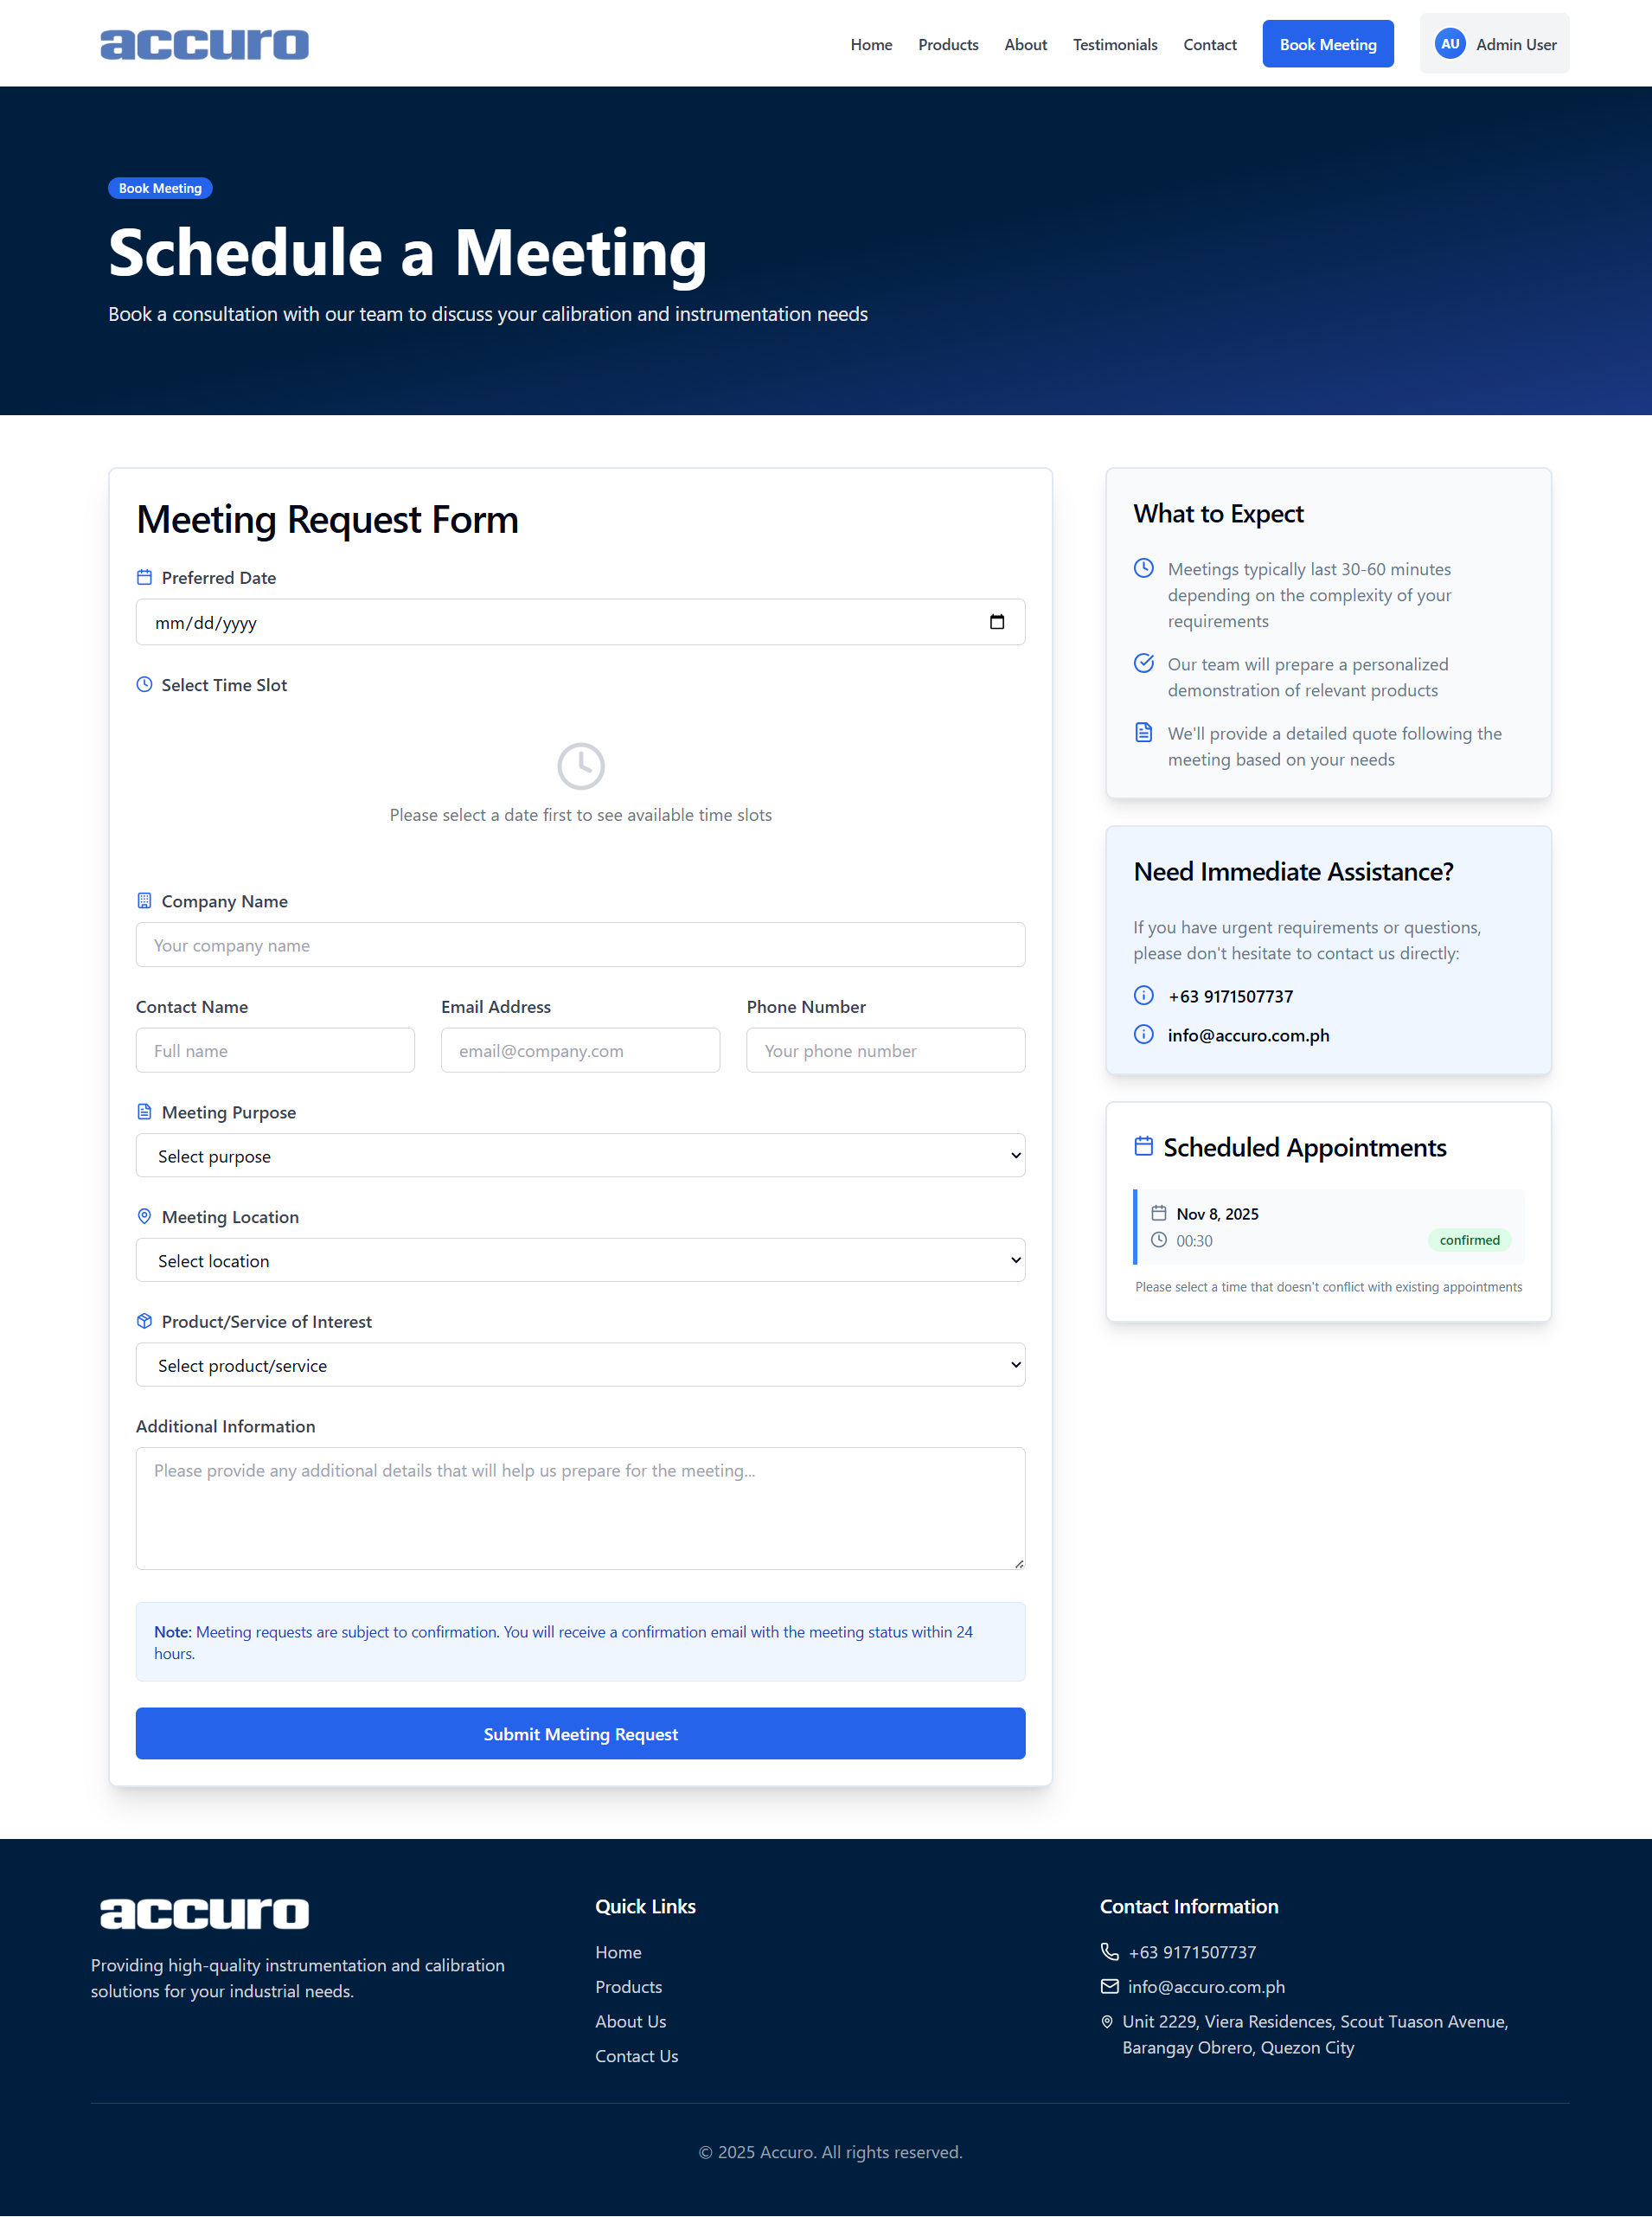 accuro
Home
Products
About
Testimonials
Contact
Book Meeting
AU
Admin User
Book Meeting
Schedule a Meeting
Book a consultation with our team to discuss your calibration and instrumentation needs
Meeting Request Form
Preferred Date
mm/dd/yyyy
Select Time Slot
Please select a date first to see available time slots
Company Name
Your company name
Contact Name
Email Address
Phone Number
Full name
email@company.com
Your phone number
Meeting Purpose
Select purpose
Meeting Location
Select location
Product/Service of Interest
Select product/service
Additional Information
Please provide any additional details that will help us prepare for the meeting...
Note: Meeting requests are subject to confirmation. You will receive a confirmation email with the meeting status within 24
hours.
Submit Meeting Request
What to Expect
Meetings typically last 30-60 minutes
depending on the complexity of your
requirements
Our team will prepare a personalized
demonstration of relevant products
We'll provide a detailed quote following the
meeting based on your needs
Need Immediate Assistance?
If you have urgent requirements or questions,
please don't hesitate to contact us directly:
+63 9171507737
info@accuro.com.ph
Scheduled Appointments
Nov 8, 2025
00:30
confirmed
Please select a time that doesn't conflict with existing appointments
accuro
Providing high-quality instrumentation and calibration
solutions for your industrial needs.
Quick Links
Home
Products
About Us
Contact Us
Contact Information
+63 9171507737
info@accuro.com.ph
Unit 2229, Viera Residences, Scout Tuason Avenue,
Barangay Obrero, Quezon City
© 2025 Accuro. All rights reserved.